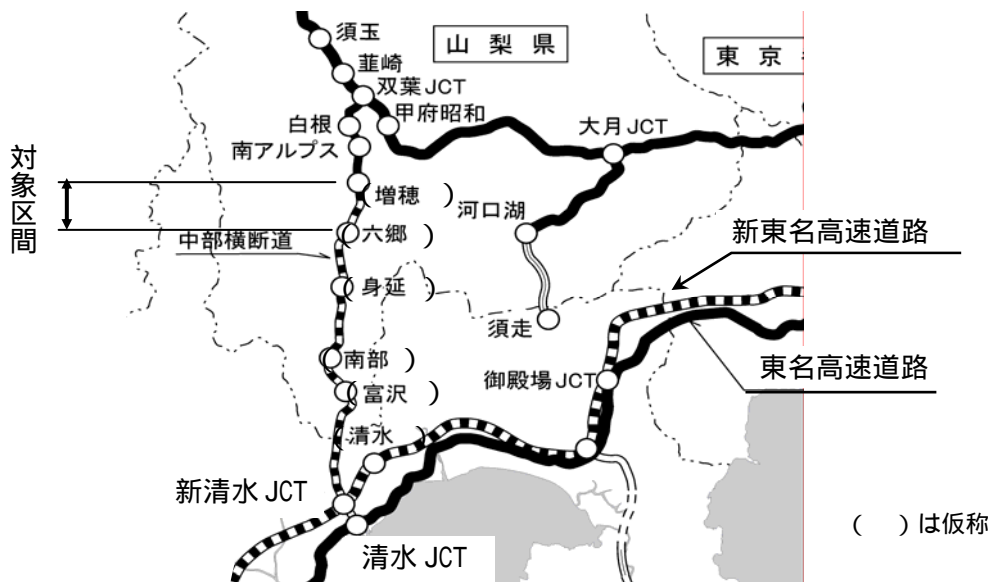 須玉
山梨県
東京
韮崎
双葉JCT
白根
甲府昭和
大月JCT
南アルプス
対象区間
(増穂)
河口湖
(六郷)
中部横断道
新東名高速道路
(身延)
須走
(南部)
東名高速道路
御殿場JCT
(富沢)
(清水)
新清水JCT
( )は仮称
清水JCT